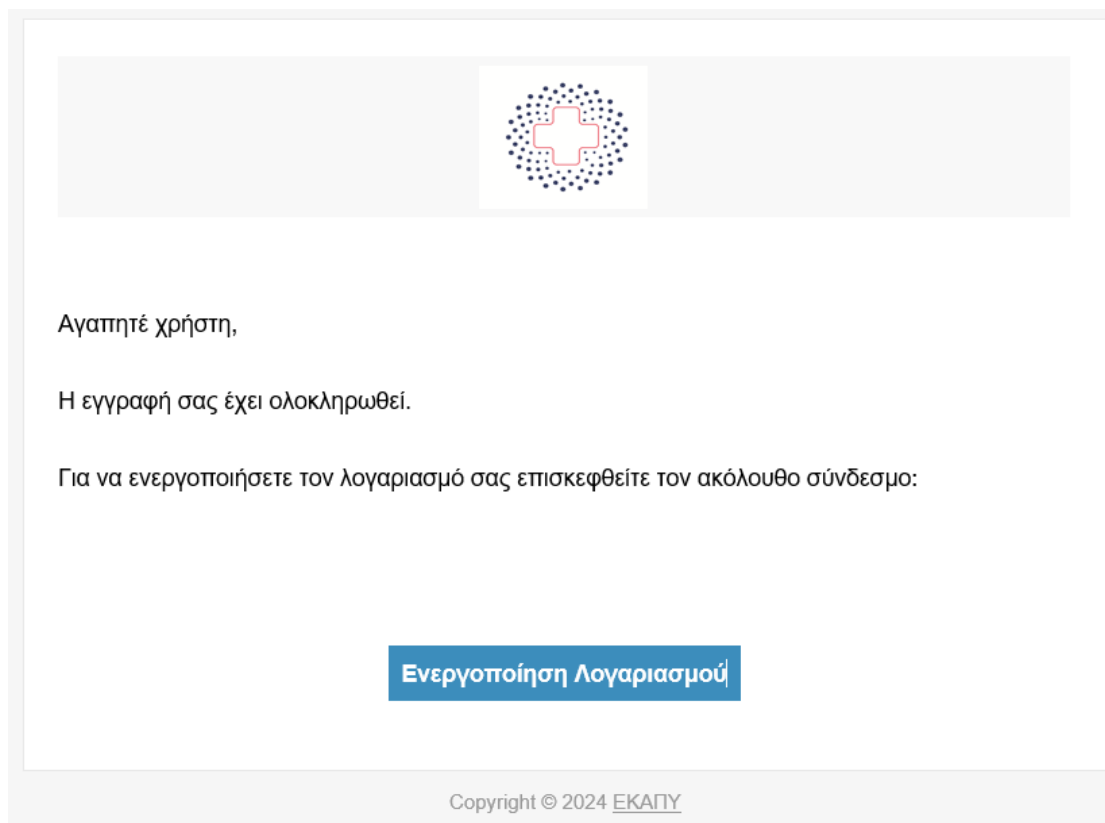 Αγαπητέ χρήστη,
Η εγγραφή σας έχει ολοκληρωθεί.
Για να ενεργοποιήσετε τον λογαριασμό σας επισκεφθείτε τον ακόλουθο σύνδεσμο:
Ενεργοποίηση Λογαριασμού
Copyright © 2024 ΕΚΑΠΥ